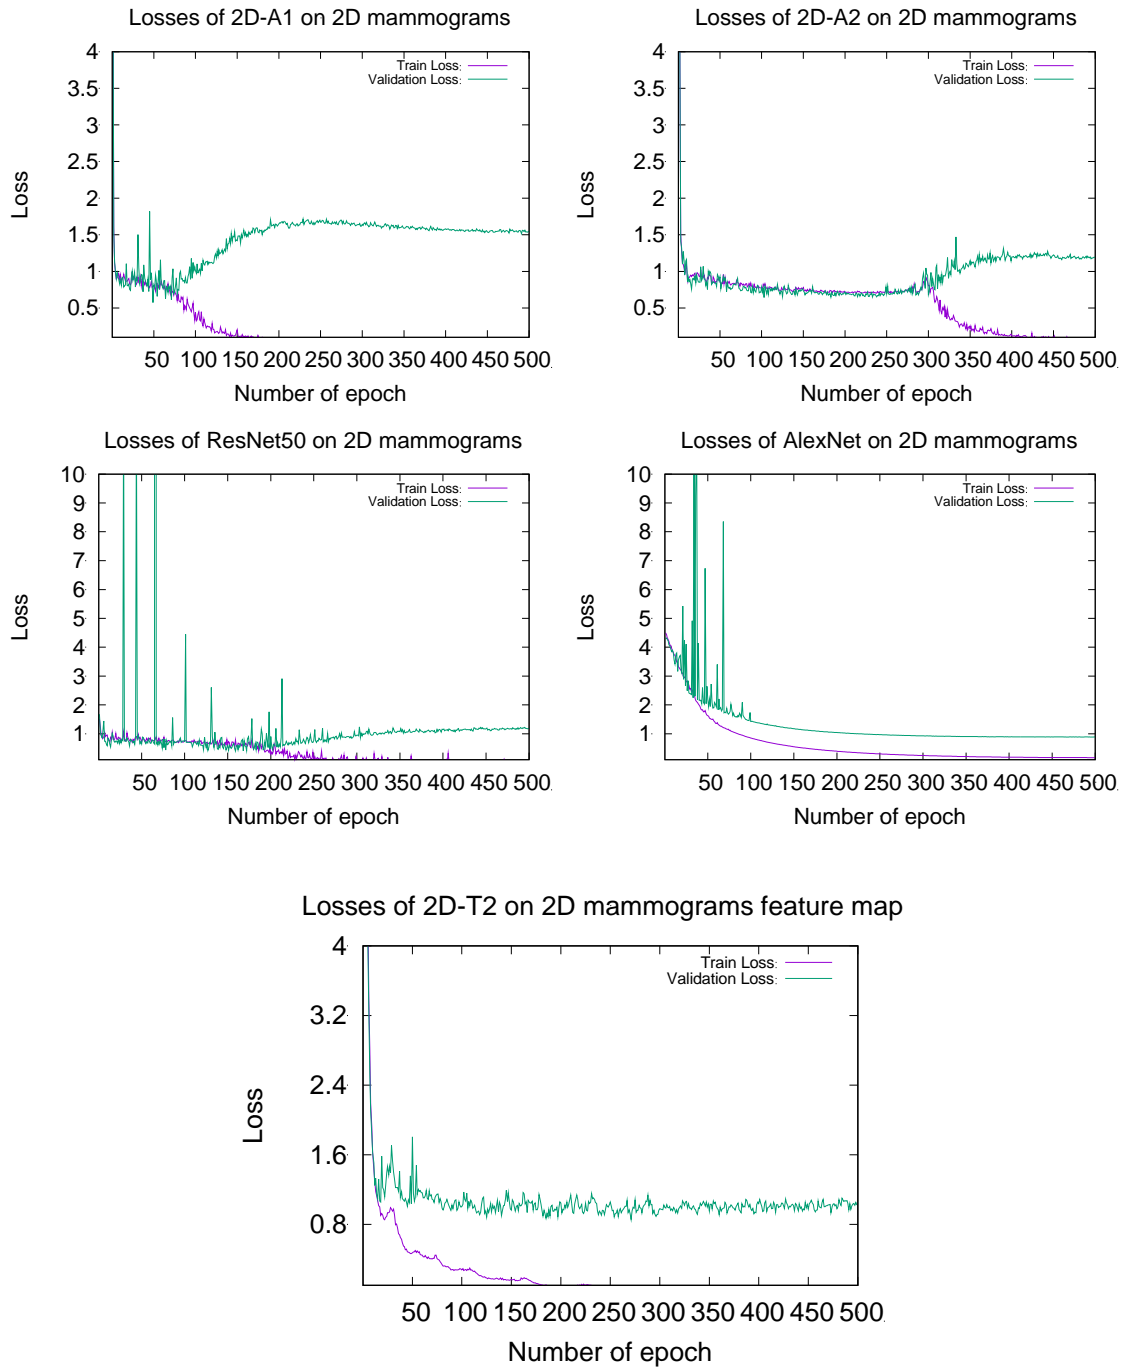 Losses of 2D-A1 on 2D mammograms
4
3.5
3
2.5
2
1.5
1
0.5
Loss
Train Loss:
Validation Loss:
50 100 150 200 250 300 350 400 450 500
Number of epoch
Losses of 2D-A2 on 2D mammograms
4
3.5
3
2.5
2
1.5
1
0.5
Loss
Train Loss:
Validation Loss:
50 100 150 200 250 300 350 400 450 500
Number of epoch
Losses of ResNet50 on 2D mammograms
10
9
8
7
6
5
4
3
2
1
Loss
Train Loss:
Validation Loss:
50 100 150 200 250 300 350 400 450 500
Number of epoch
Losses of AlexNet on 2D mammograms
10
9
8
7
6
5
4
3
2
1
Loss
Train Loss:
Validation Loss:
50 100 150 200 250 300 350 400 450 500
Number of epoch
Losses of 2D-T2 on 2D mammograms feature map
4
3.2
2.4
1.6
0.8
Loss
Train Loss:
Validation Loss:
50 100 150 200 250 300 350 400 450 500
Number of epoch